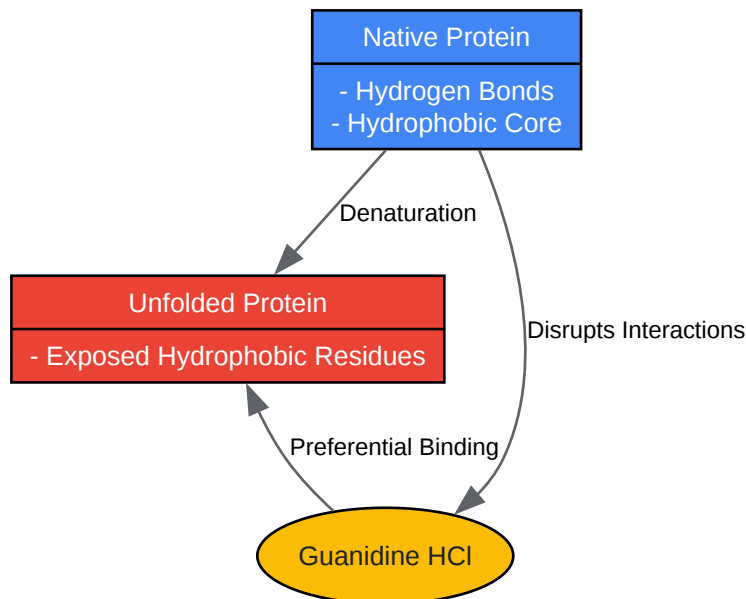 Native Protein
- Hydrogen Bonds
- Hydrophobic Core
Denaturation
Unfolded Protein
- Exposed Hydrophobic Residues
Disrupts Interactions
Preferential Binding
Guanidine HCl